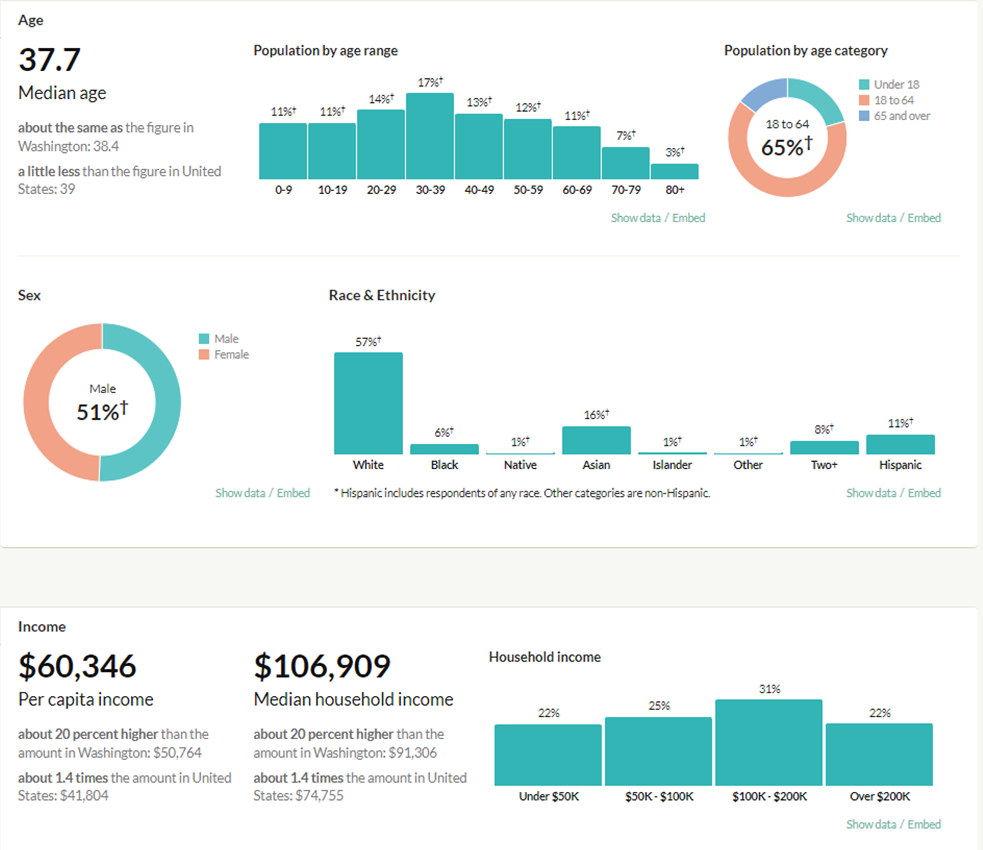 Age
37.7
Median age
about the same as the figure in
Washington: 38.4
a little less than the figure in United
States: 39
Population by age range
11%†
11%†
14%†
17%†
13%†
12%†
11%†
7%†
3%†
0-9
10-19
20-29
30-39
40-49
50-59
60-69
70-79
80+
Show data / Embed
Population by age category
18 to 64
65%†
Under 18
18 to 64
65 and over
Show data / Embed
Sex
Male
51%†
Male
Female
Show data / Embed
Race & Ethnicity
57%†
6%†
1%†
16%†
1%†
1%†
8%†
11%†
White
Black
Native
Asian
Islander
Other
Two+
Hispanic
* Hispanic includes respondents of any race. Other categories are non-Hispanic.
Show data / Embed
Income
$60,346
Per capita income
about 20 percent higher than the
amount in Washington: $50,764
about 1.4 times the amount in United
States: $41,804
$106,909
Median household income
about 20 percent higher than the
amount in Washington: $91,306
about 1.4 times the amount in United
States: $74,755
Household income
22%
25%
31%
22%
Under $50K
$50K - $100K
$100K - $200K
Over $200K
Show data / Embed